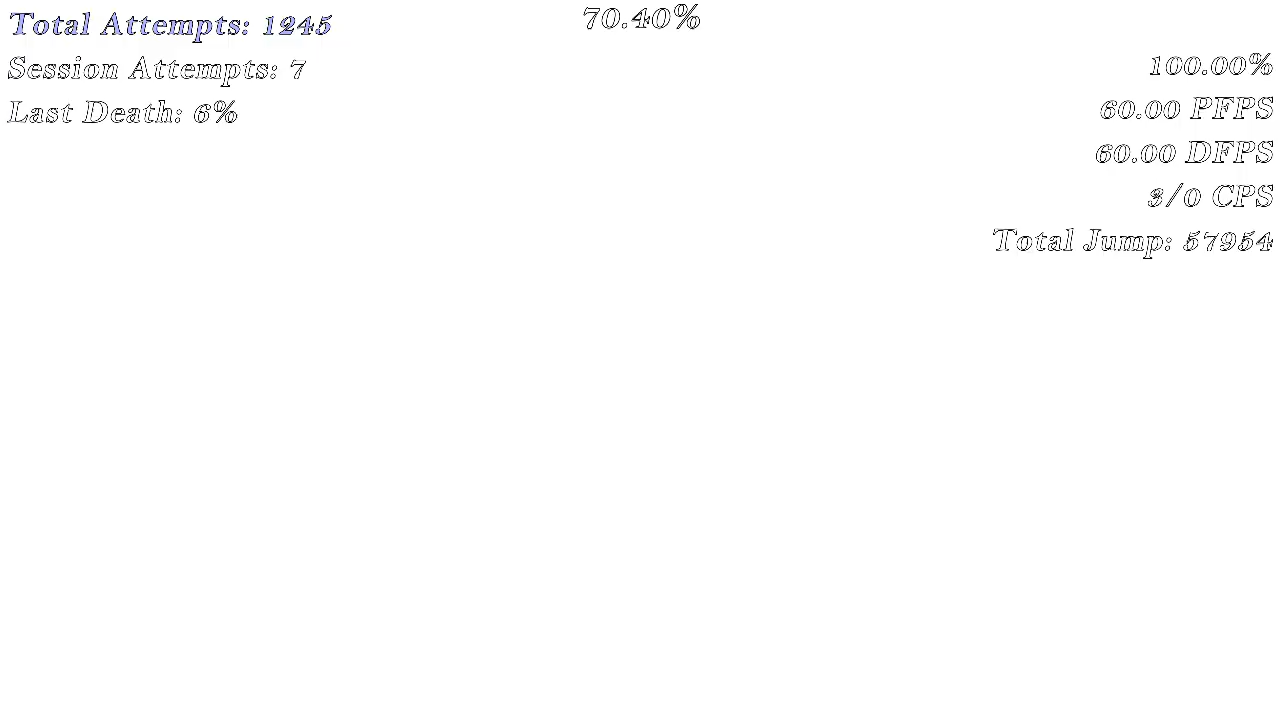 Total Attempts: 1245
70.40%
Session Attempts: 7
100.00%
Last Death: 6%
60.00 PFPS
60.00 DFPS
3/0 CPS
Total Jump: 57954